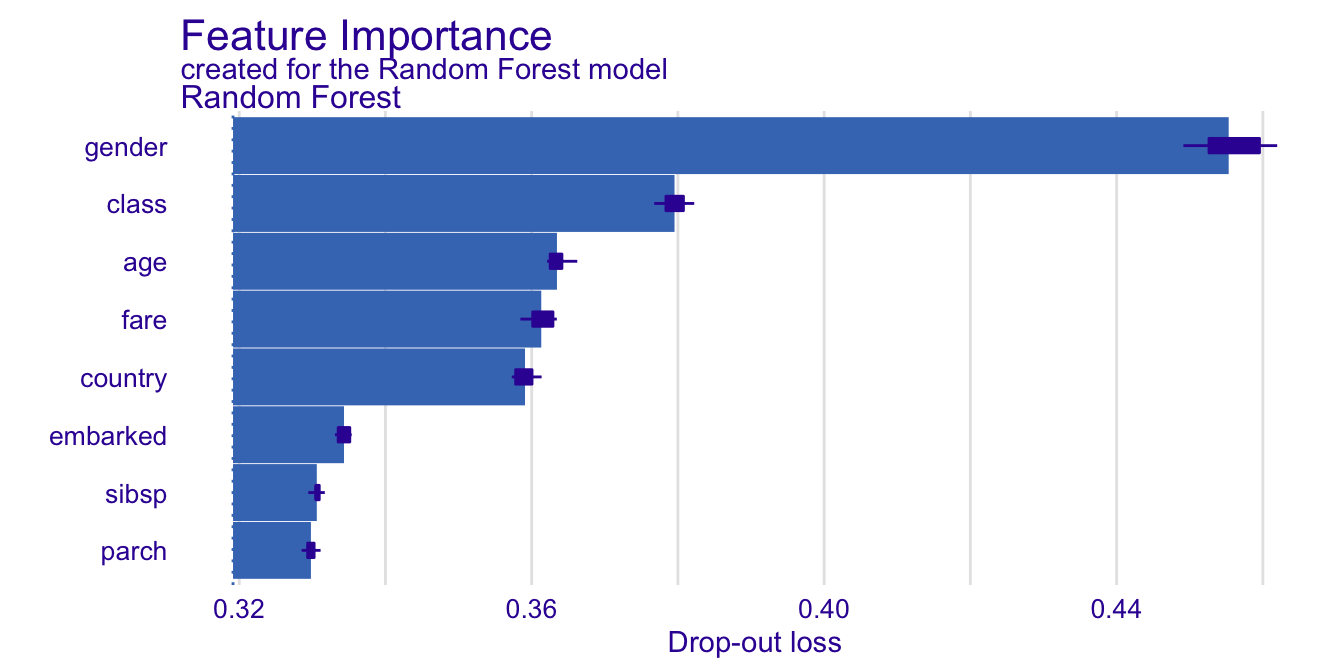 Feature Importance
created for the Random Forest model
Random Forest
gender
class
age
fare
country
embarked
sibsp
parch
0.32 0.36 0.40 0.44
Drop-out loss